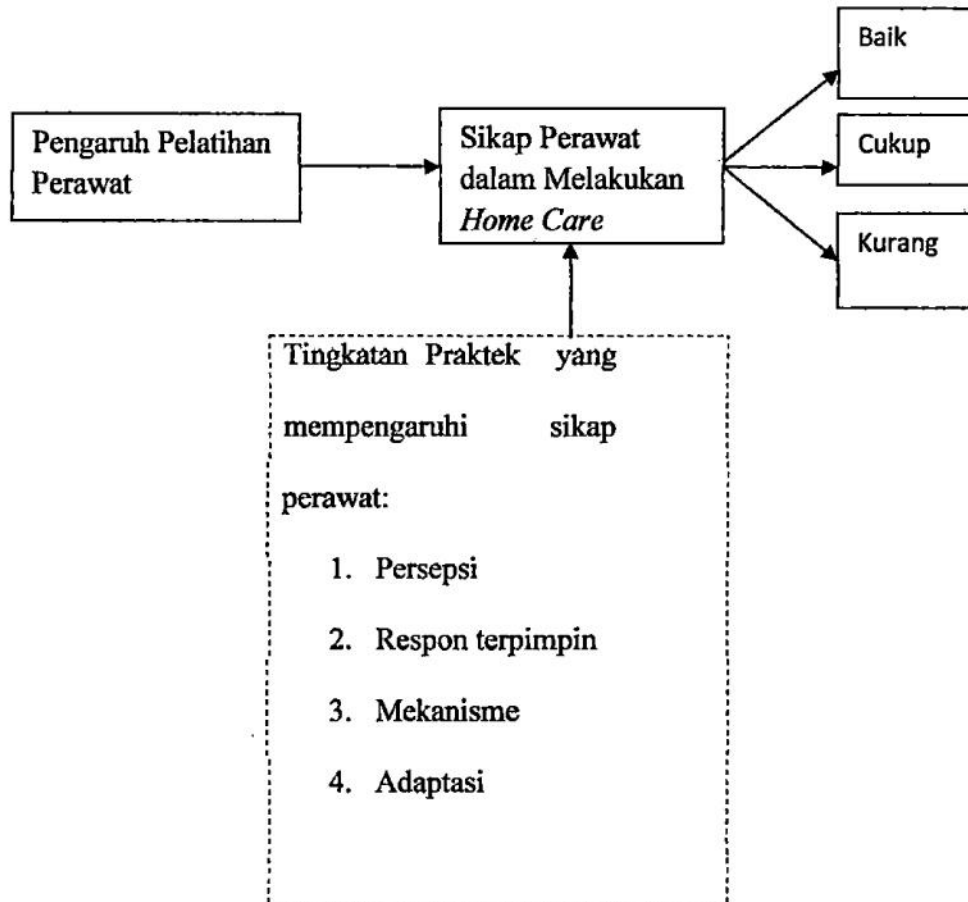 Pengaruh Pelatihan
Perawat
Sikap Perawat
dalam Melakukan
Home Care
Baik
Cukup
Kurang
Tingkatan Praktek yang
mempengaruhi sikap
perawat:
1. Persepsi
2. Respon terpimpin
3. Mekanisme
4. Adaptasi